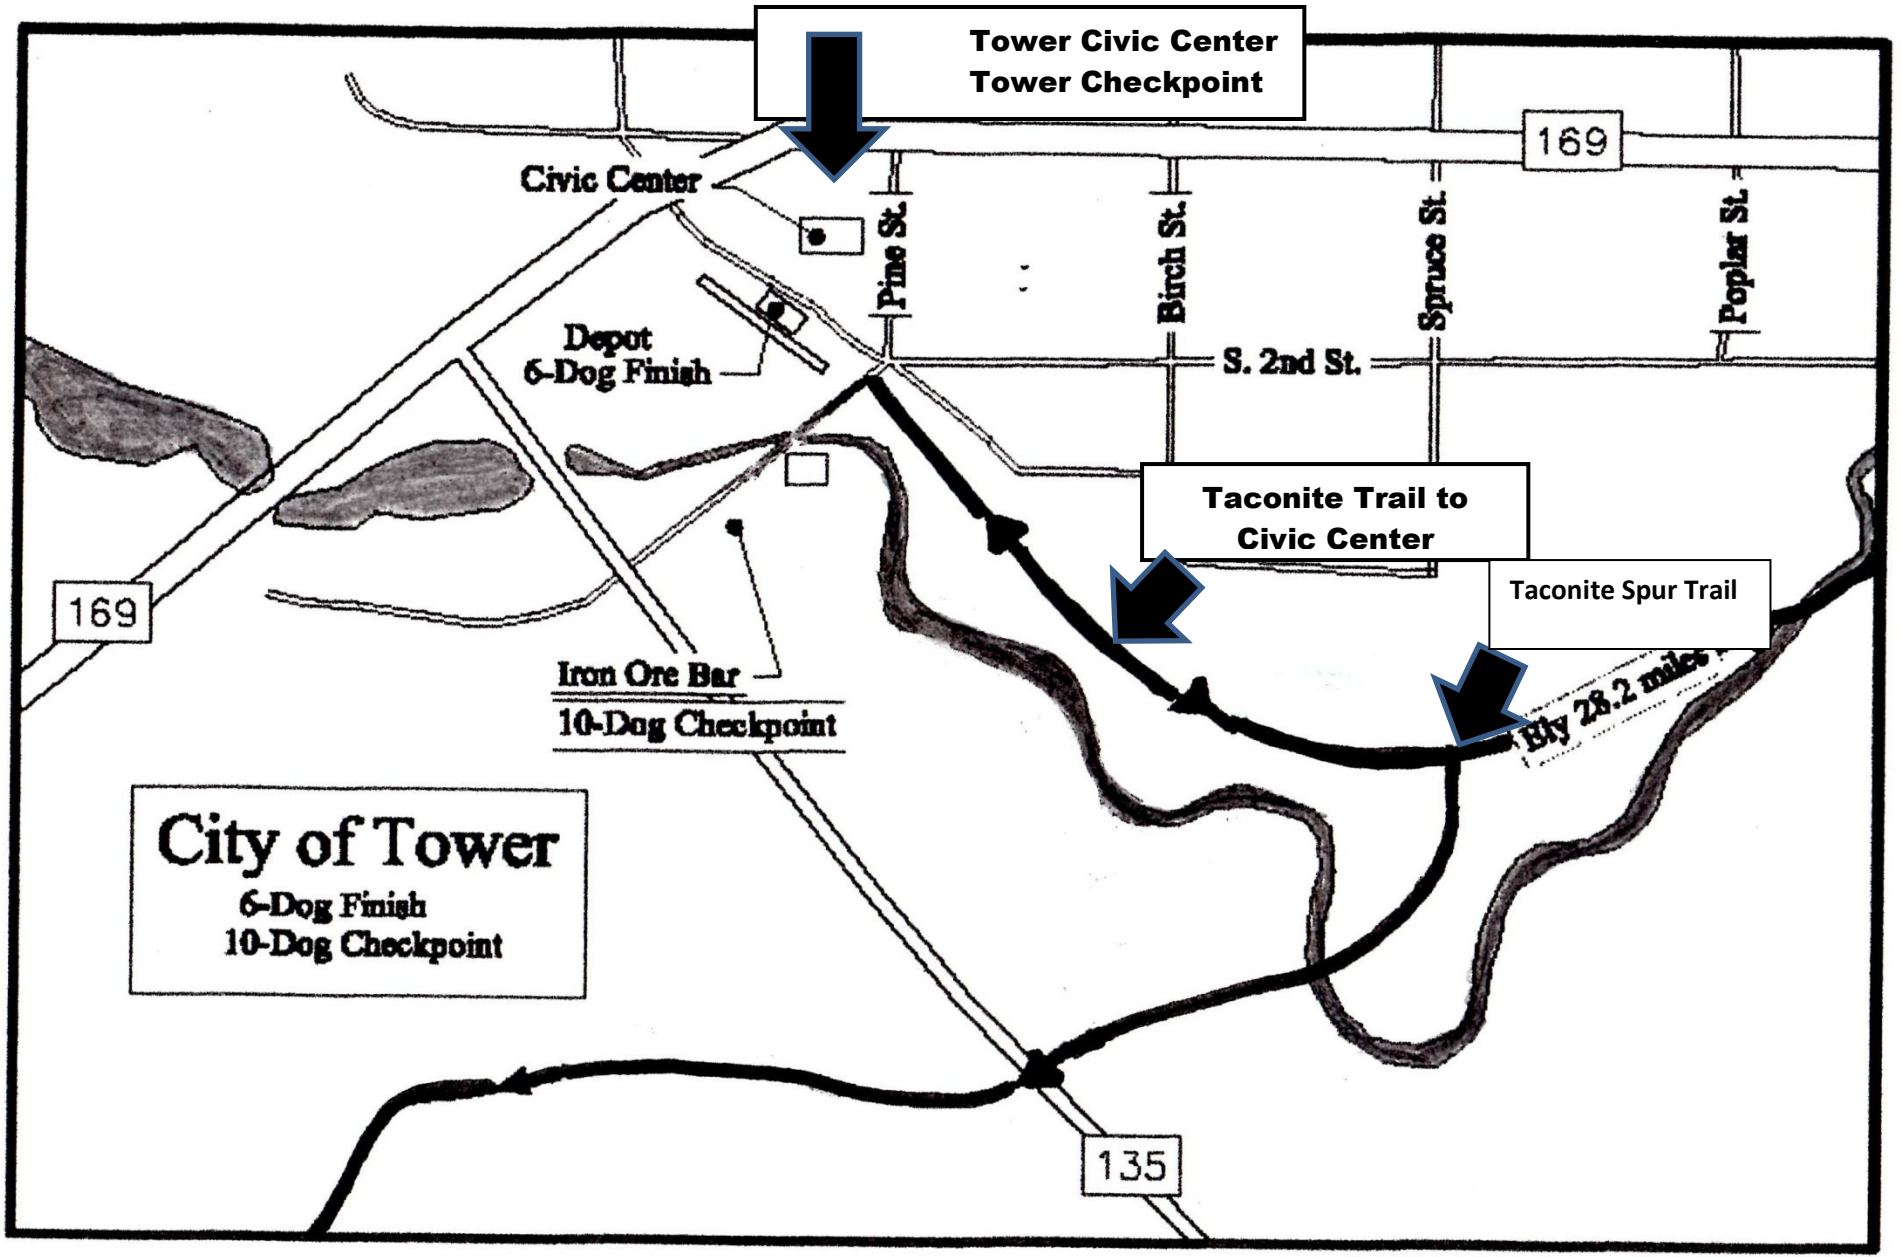 Tower Civic Center
Tower Checkpoint
169
Civic Center
Pine St.
Birch St.
Spruce St.
Poplar St.
Depot
6-Dog Finish
S. 2nd St.
Taconite Trail to
Civic Center
Taconite Spur Trail
169
Iron Ore Bar
10-Dog Checkpoint
Ely 28.2 miles
City of Tower
6-Dog Finish
10-Dog Checkpoint
135